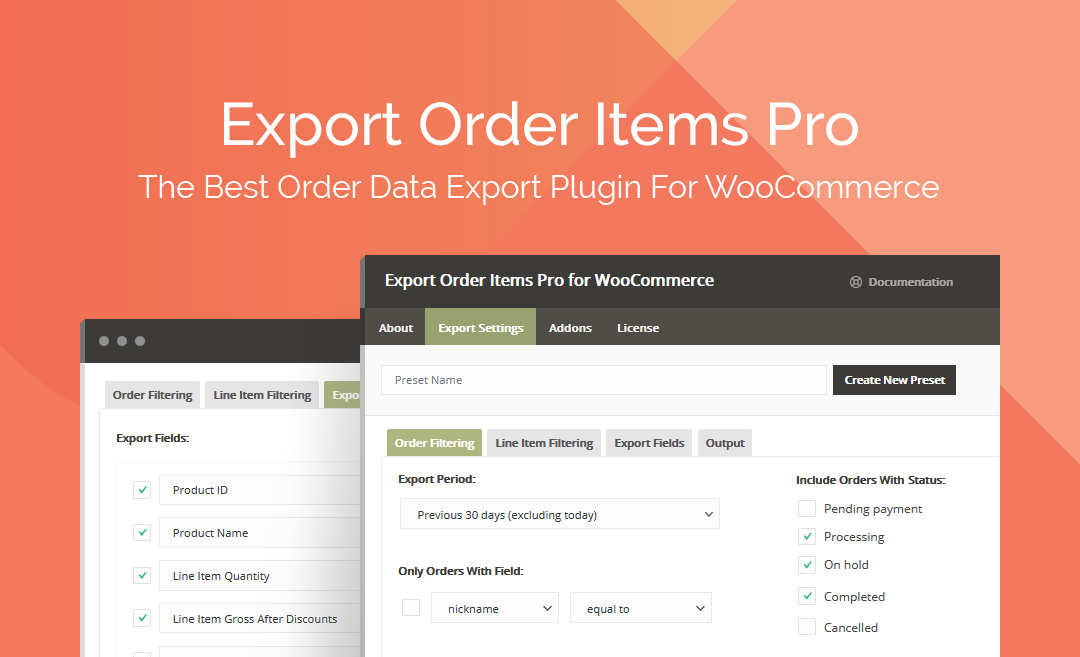 Export Order Items Pro
The Best Order Data Export Plugin For WooCommerce
Export Order Items Pro for WooCommerce
Documentation
About
Export Settings
Addons
License
Preset Name
Create New Preset
Order Filtering
Line Item Filtering
Export Fields
Output
Export Period:
Previous 30 days (excluding today)
Only Orders With Field:
nickname
equal to
Include Orders With Status:
Pending payment
Processing
On hold
Completed
Cancelled
Order Filtering
Line Item Filtering
Expo
Export Fields:
Product ID
Product Name
Line Item Quantity
Line Item Gross After Discounts